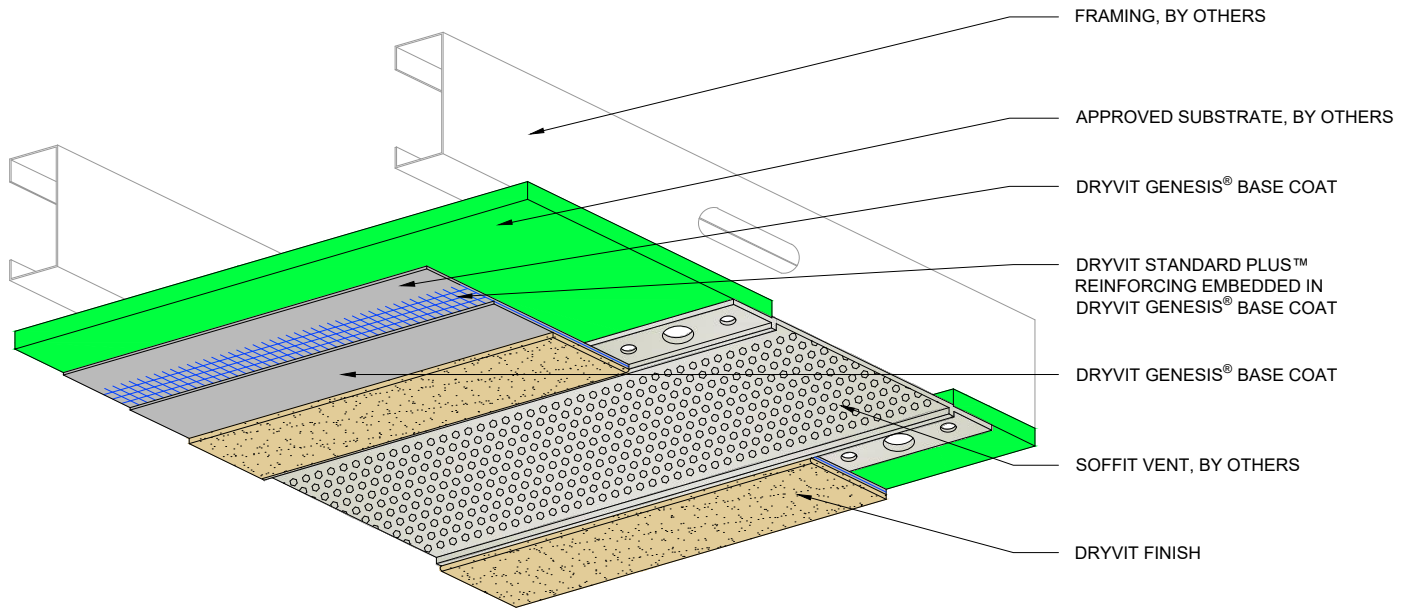 FRAMING, BY OTHERS
APPROVED SUBSTRATE, BY OTHERS
DRYVIT GENESIS® BASE COAT
DRYVIT STANDARD PLUS™
REINFORCING EMBEDDED IN
DRYVIT GENESIS® BASE COAT
DRYVIT GENESIS® BASE COAT
SOFFIT VENT, BY OTHERS
DRYVIT FINISH